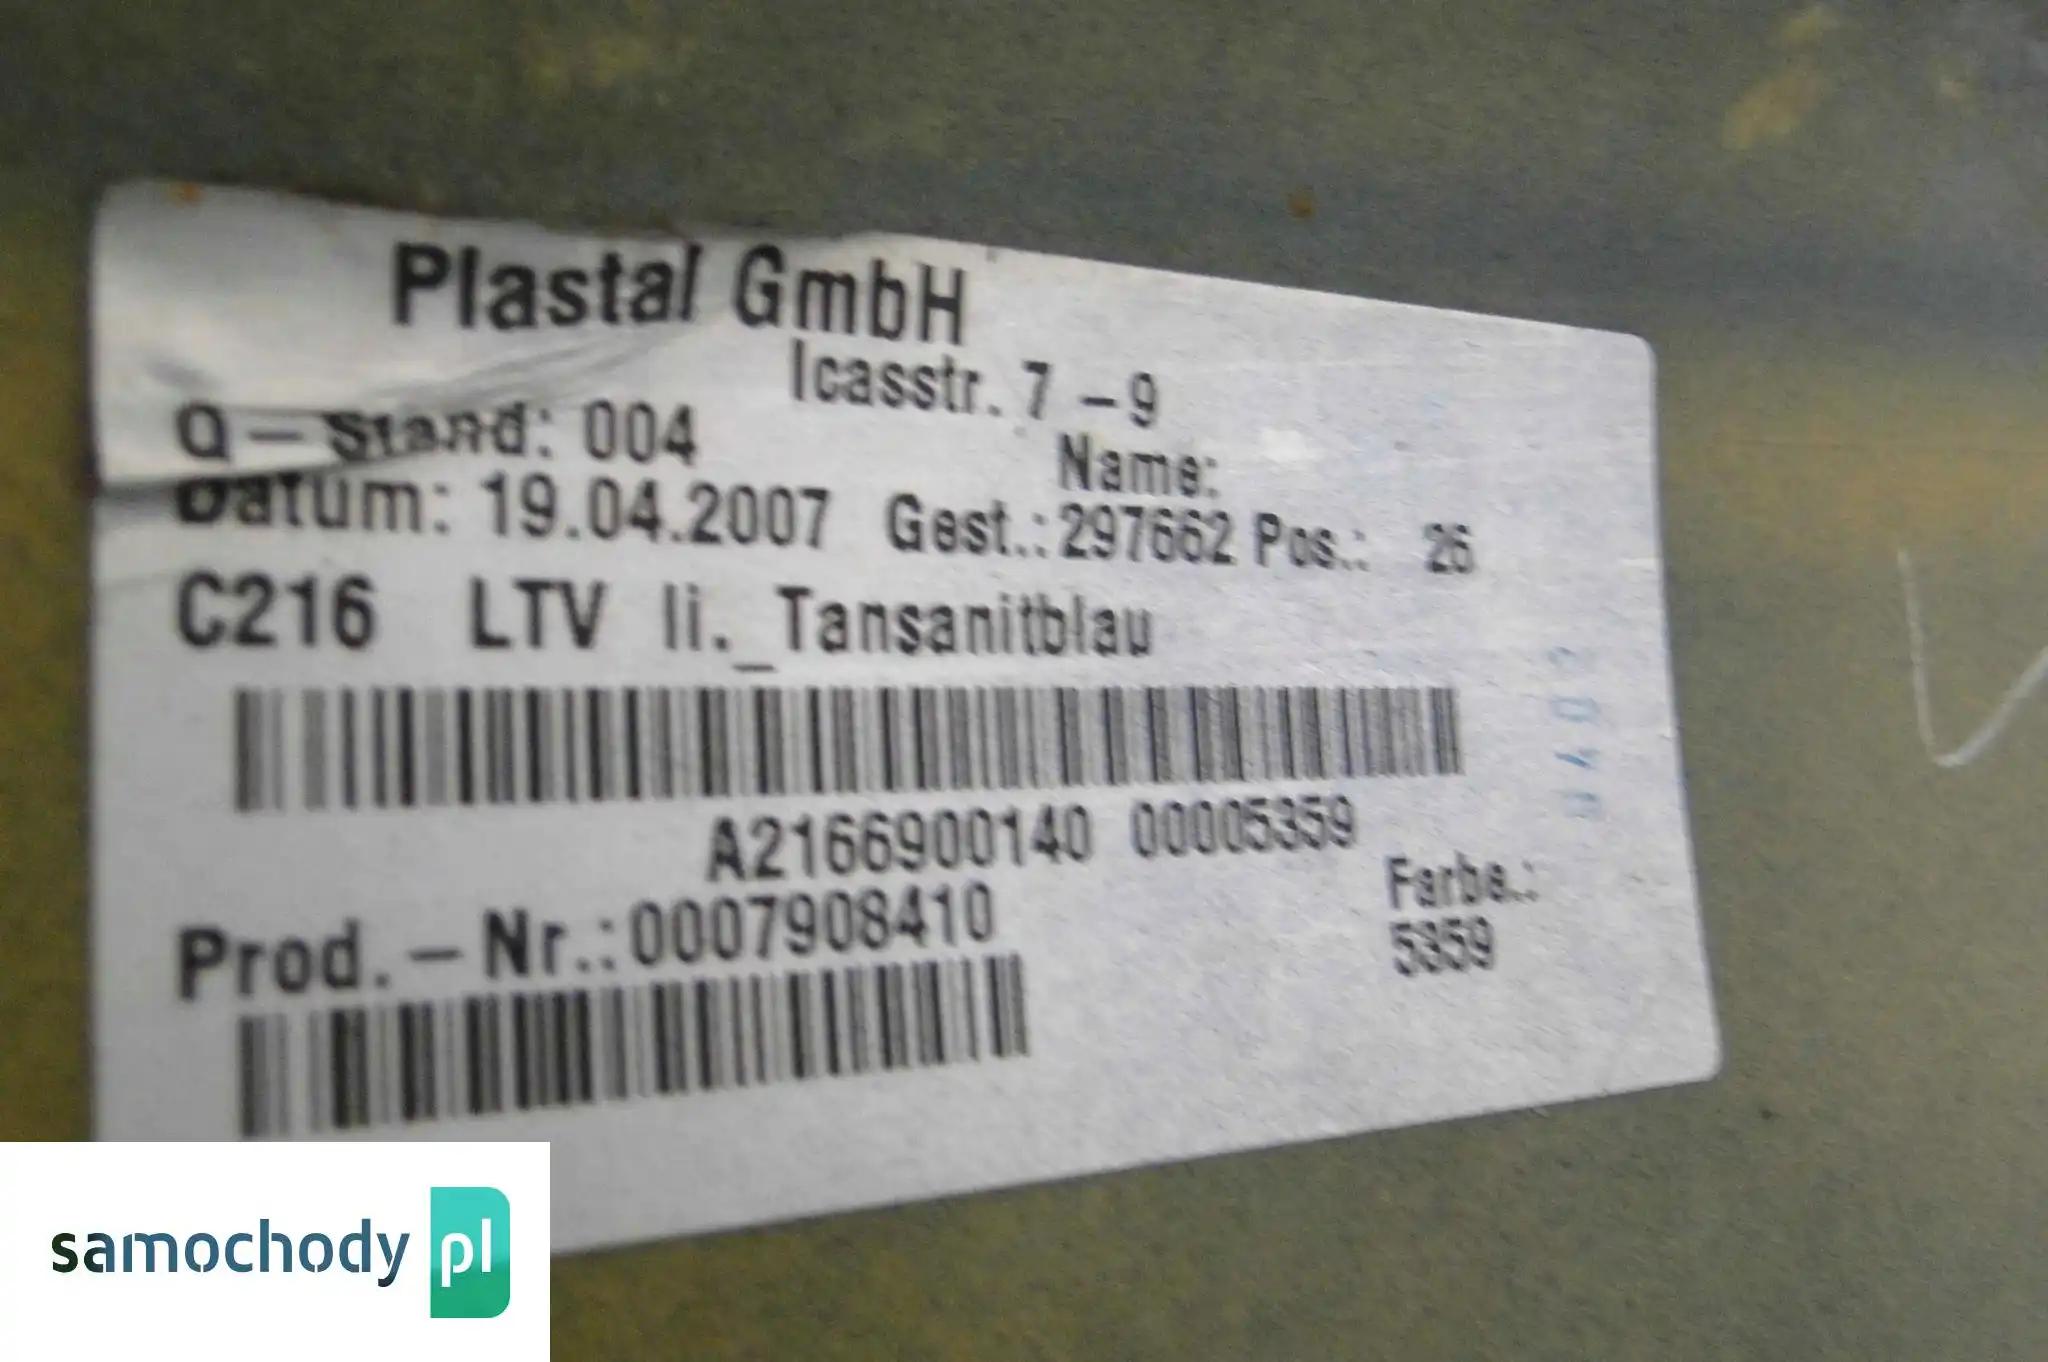 Plastal GmbH
Icasstr. 7 – 9
Q – Stand: 004
Name:
Datum: 19.04.2007 Gest.: 297662 Pos.: 26
C216 LTV li._Tansanitblau
A2166900140 00005359
Prod. – Nr.: 0007908410
Farbe.:
5359
samochody pl